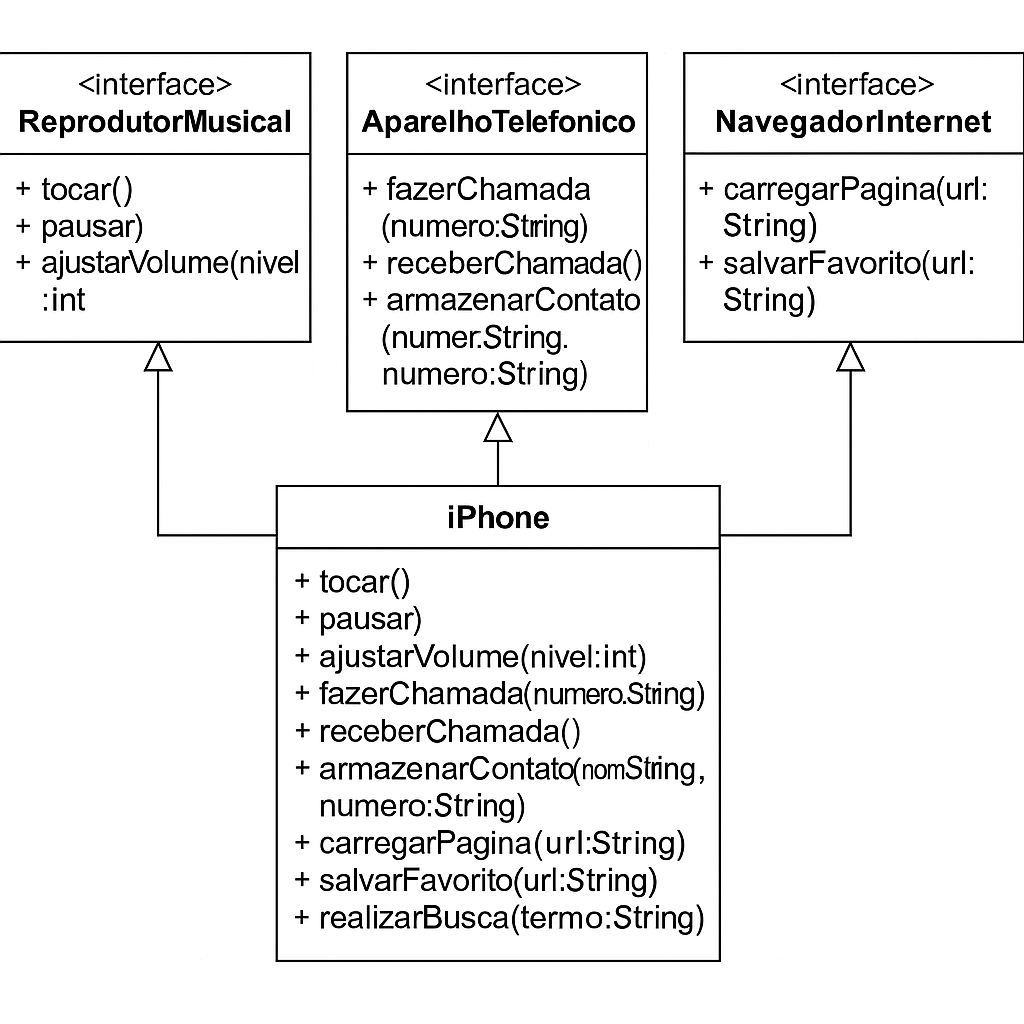 <interface>
ReprodutorMusical
+ tocar()
+ pausar)
+ ajustarVolume(nivel
:int
<interface>
AparelhoTelefonico
+ fazerChamada
(numero:String)
+ receberChamada()
+ armazenarContato
(numer.String.
numero:String)
<interface>
NavegadorInternet
+ carregarPagina(url:
String)
+ salvarFavorito(url:
String)
iPhone
+ tocar()
+ pausar)
+ ajustarVolume(nivel:int)
+ fazerChamada(numero.String)
+ receberChamada()
+ armazenarContato(nomString,
numero:String)
+ carregarPagina(url:String)
+ salvarFavorito(url:String)
+ realizarBusca(termo:String)